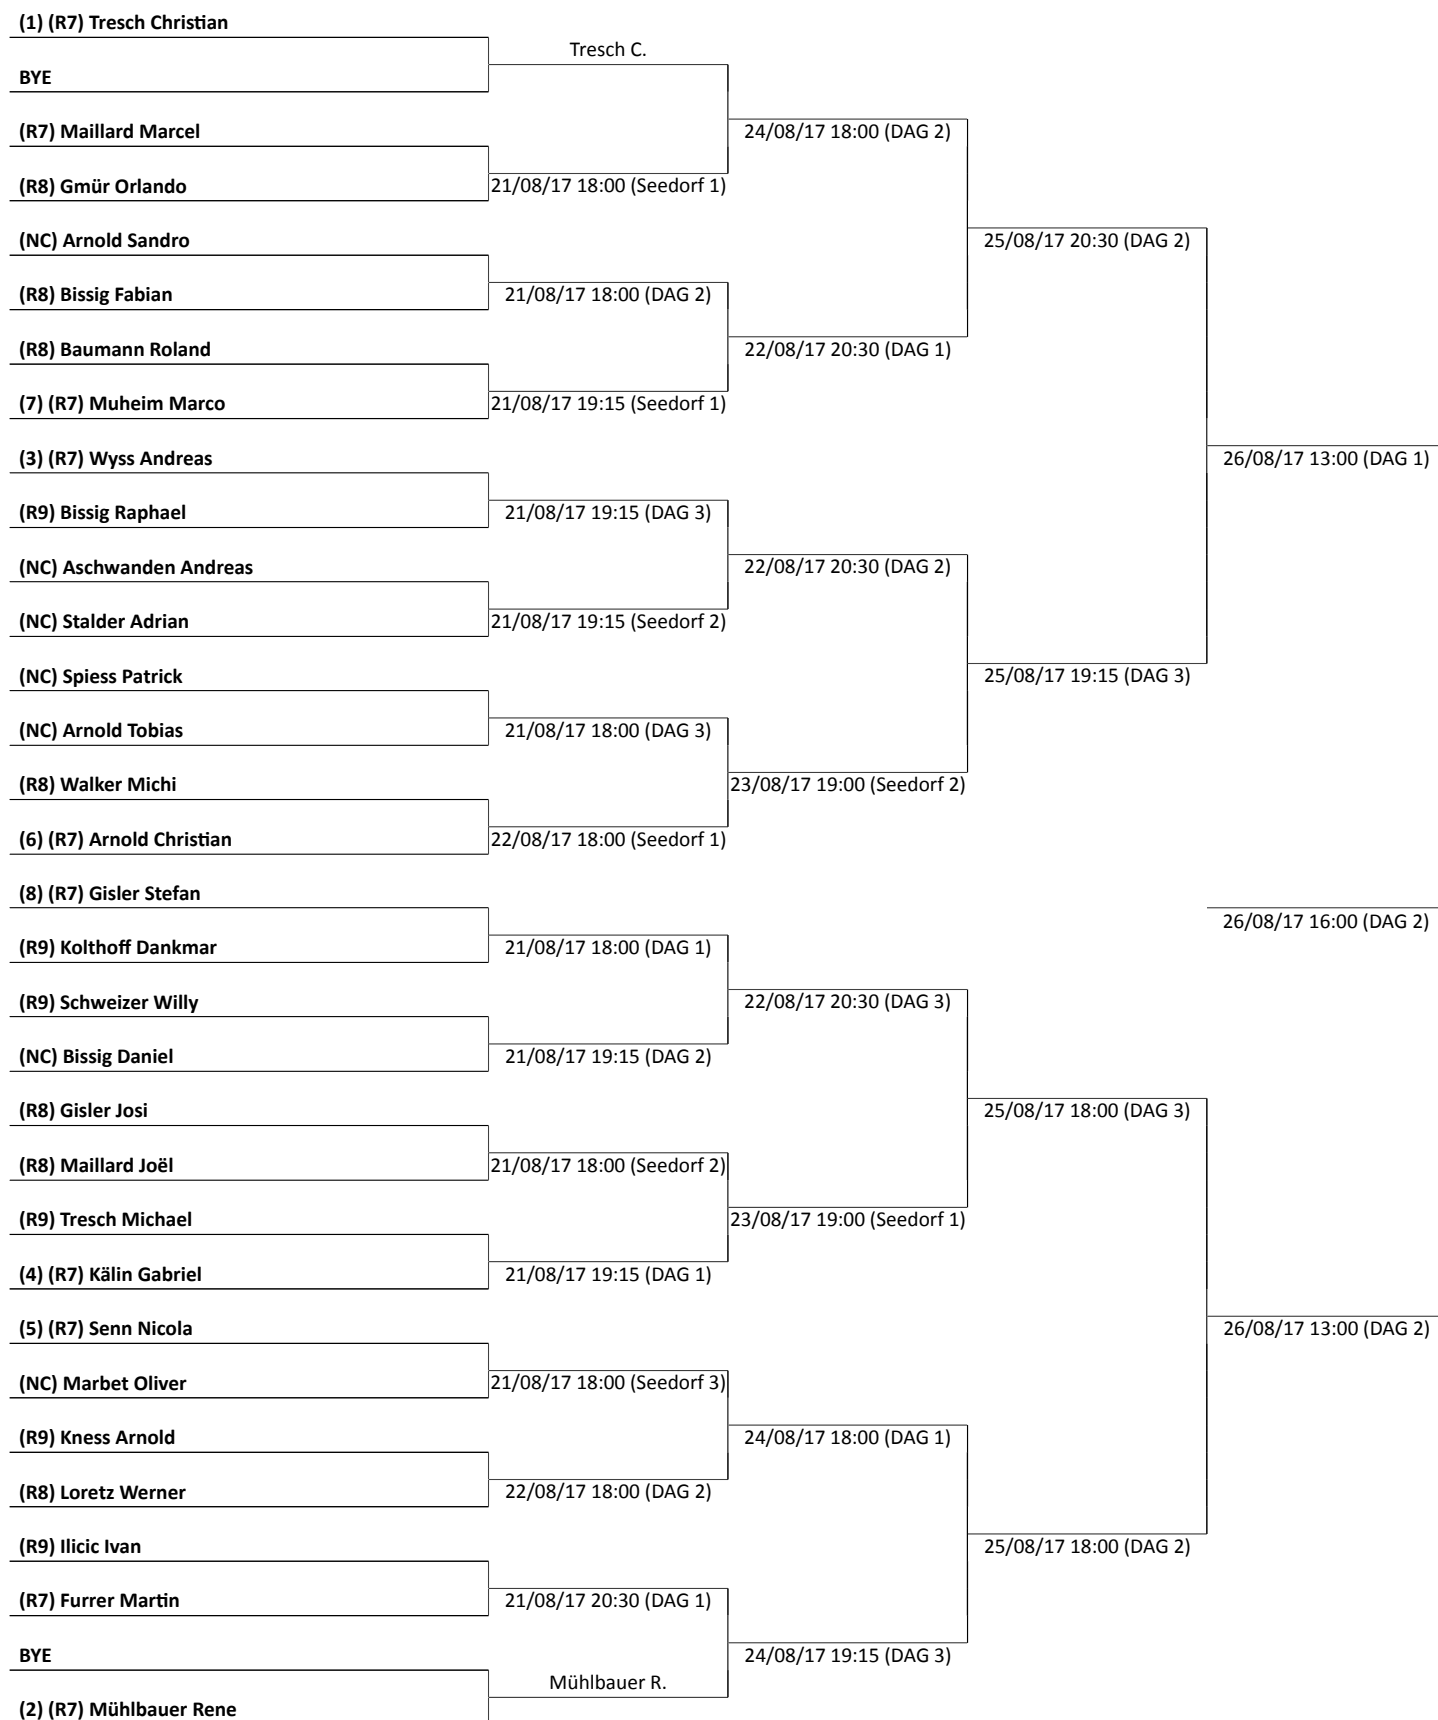 (1) (R7) Tresch Christian
Tresch C.
BYE
(R7) Maillard Marcel
24/08/17 18:00 (DAG 2)
(R8) Gmür Orlando
21/08/17 18:00 (Seedorf 1)
(NC) Arnold Sandro
25/08/17 20:30 (DAG 2)
(R8) Bissig Fabian
21/08/17 18:00 (DAG 2)
(R8) Baumann Roland
22/08/17 20:30 (DAG 1)
(7) (R7) Muheim Marco
21/08/17 19:15 (Seedorf 1)
(3) (R7) Wyss Andreas
26/08/17 13:00 (DAG 1)
(R9) Bissig Raphael
21/08/17 19:15 (DAG 3)
(NC) Aschwanden Andreas
22/08/17 20:30 (DAG 2)
(NC) Stalder Adrian
21/08/17 19:15 (Seedorf 2)
(NC) Spiess Patrick
25/08/17 19:15 (DAG 3)
(NC) Arnold Tobias
21/08/17 18:00 (DAG 3)
(R8) Walker Michi
23/08/17 19:00 (Seedorf 2)
(6) (R7) Arnold Christian
22/08/17 18:00 (Seedorf 1)
(8) (R7) Gisler Stefan
26/08/17 16:00 (DAG 2)
(R9) Kolthoff Dankmar
21/08/17 18:00 (DAG 1)
(R9) Schweizer Willy
22/08/17 20:30 (DAG 3)
(NC) Bissig Daniel
21/08/17 19:15 (DAG 2)
(R8) Gisler Josi
25/08/17 18:00 (DAG 3)
(R8) Maillard Joël
21/08/17 18:00 (Seedorf 2)
(R9) Tresch Michael
23/08/17 19:00 (Seedorf 1)
(4) (R7) Kälin Gabriel
21/08/17 19:15 (DAG 1)
(5) (R7) Senn Nicola
26/08/17 13:00 (DAG 2)
(NC) Marbet Oliver
21/08/17 18:00 (Seedorf 3)
(R9) Kness Arnold
24/08/17 18:00 (DAG 1)
(R8) Loretz Werner
22/08/17 18:00 (DAG 2)
(R9) Ilicic Ivan
25/08/17 18:00 (DAG 2)
(R7) Furrer Martin
21/08/17 20:30 (DAG 1)
BYE
24/08/17 19:15 (DAG 3)
Mühlbauer R.
(2) (R7) Mühlbauer Rene